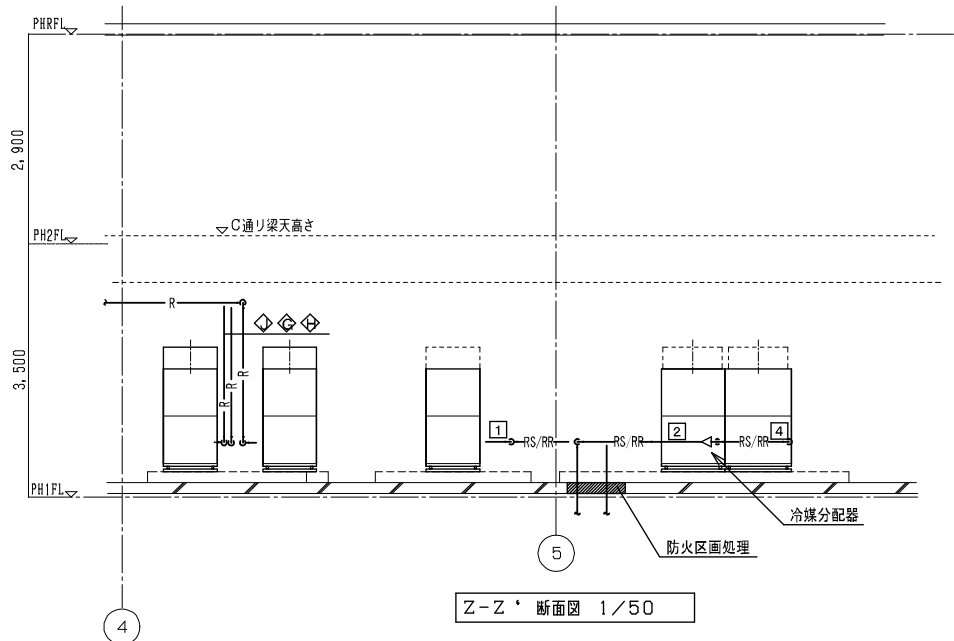 PHRFL
2,900
C通り梁天高さ
PH2FL
R
J G H
3,500
R
R
R
1
RS/RR
RS/RR
2
RS/RR
4
PH1FL
冷媒分配器
防火区画処理
5
Z-Z' 断面図 1/50
4